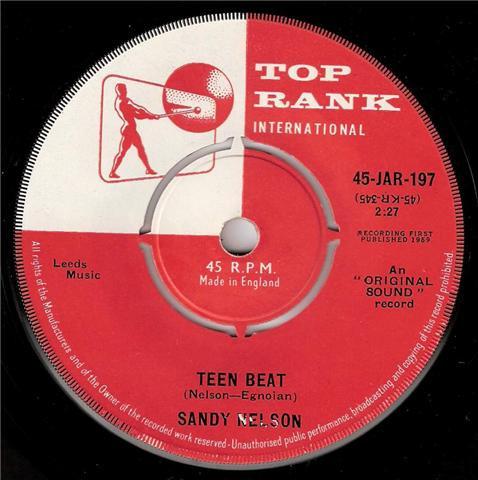 TOP
RANK
INTERNATIONAL
45-JAR-197
(45-K-R-345)
2:27
RECORDING FIRST
PUBLISHED 1959
Leeds
Music
45 R.P.M.
Made in England
An
"ORIGINAL
SOUND"
record
TEEN BEAT
(Nelson—Egnoian)
SANDY NELSON
All rights of the Manufacturers and of the Owner of the recorded work reserved - Unauthorised public performance, broadcasting and copying of this record prohibited